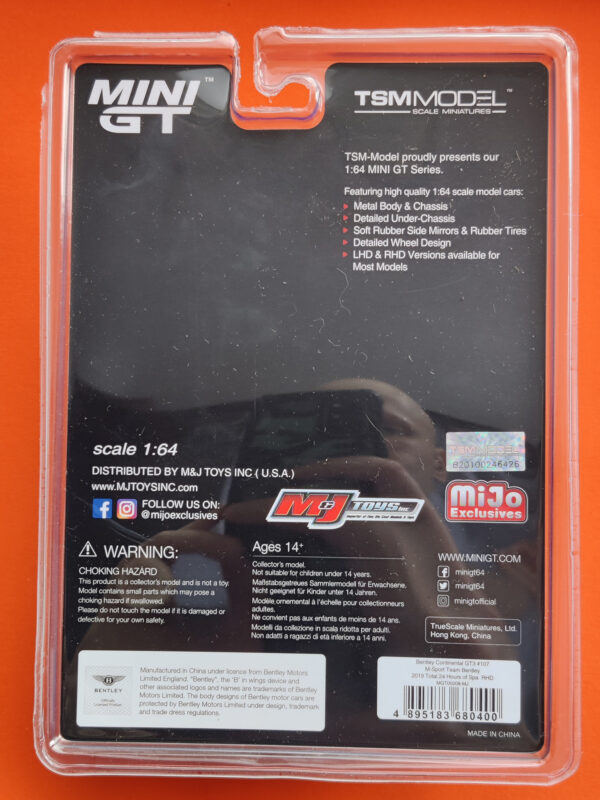 MINI GT ™
TSMMODEL ™
SCALE MINIATURES
TSM-Model proudly presents our
1:64 MINI GT Series.
Featuring high quality 1:64 scale model cars:
Metal Body & Chassis
Detailed Under-Chassis
Soft Rubber Side Mirrors & Rubber Tires
Detailed Wheel Design
LHD & RHD Versions available for
Most Models
scale 1:64
DISTRIBUTED BY M&J TOYS INC ( U.S.A.)
www.MJTOYSINC.com
FOLLOW US ON:
@mijoexclusives
M&J TOYS Inc
TSMMODEL
B20100246426
MiJo
Exclusives
WARNING:
CHOKING HAZARD
This product is a collector's model and is not a toy.
Model contains small parts which may pose a
choking hazard if swallowed.
Please do not touch the model if it is damaged or
defective for your own safety.
Ages 14+
Collector's model.
Not suitable for children under 14 years.
Maßstabsgetreues Sammlermodell für Erwachsene.
Nicht geeignet für Kinder unter 14 Jahren.
Modèle ornemental à l'échelle pour collectionneurs
adultes.
Ne convient pas aux enfants de moins de 14 ans.
Modelli da collezione in scala ridotta per adulti.
Non adatti a ragazzi di età inferiore a 14 anni.
WWW.MINIGT.COM
minigt64
minigt64
minigtofficial
TrueScale Miniatures, Ltd.
Hong Kong, China
BENTLEY
Officially
Licensed Product
Manufactured in China under licence from Bentley Motors
Limited England. "Bentley", the 'B' in wings device and
other associated logos and names are trademarks of Bentley
Motors Limited. The body designs of Bentley motor cars are
protected by Bentley Motors Limited under design, trademark
and trade dress regulations.
Bentley Continental GT3 #107
M-Sport Team Bentley
2019 Total 24 Hours of Spa RHD
MGT00008-MJ
4 895183 680400
MADE IN CHINA